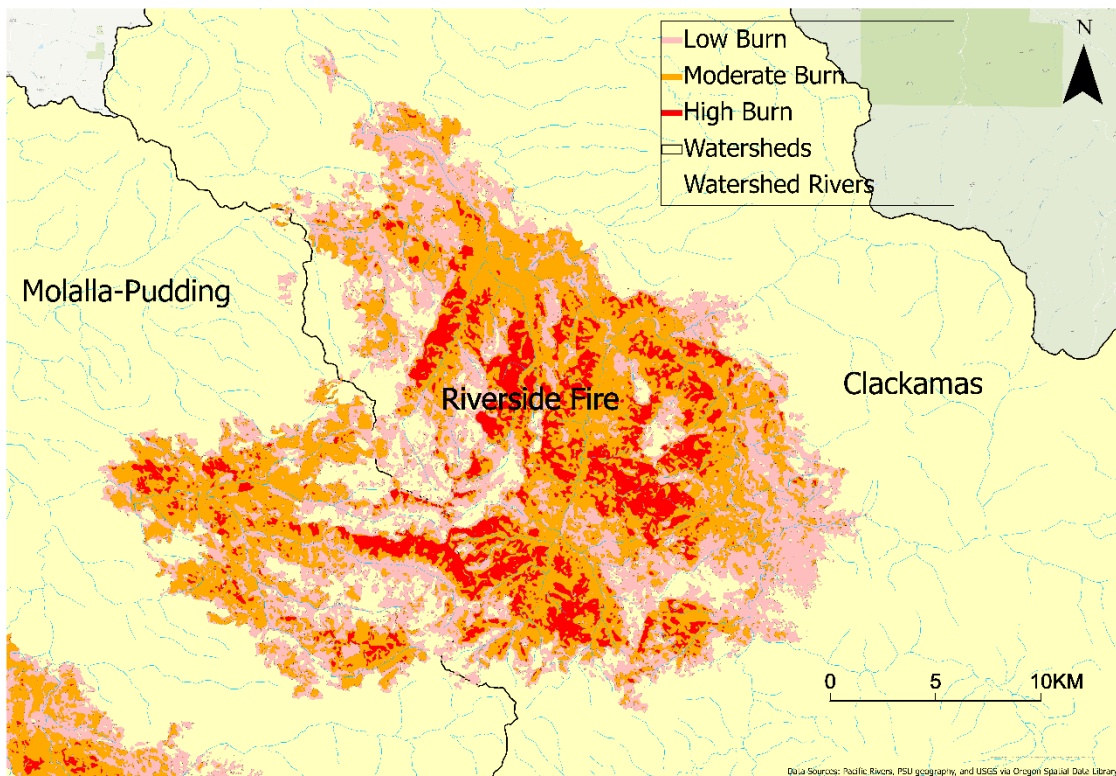 N
Low Burn
Moderate Burn
High Burn
Watersheds
Watershed Rivers
Molalla-Pudding
Riverside Fire
Clackamas
0 5 10KM
Data Sources: Pacific Rivers, PSU geography, and USGS via Oregon Spatial Data Library